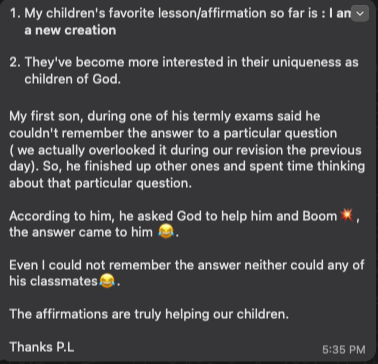 1. My children's favorite lesson/affirmation so far is : I am
a new creation
2. They've become more interested in their uniqueness as
children of God.
My first son, during one of his termly exams said he
couldn't remember the answer to a particular question
( we actually overlooked it during our revision the previous
day). So, he finished up other ones and spent time thinking
about that particular question.
According to him, he asked God to help him and Boom 💥,
the answer came to him 😂.
Even I could not remember the answer neither could any of
his classmates😂.
The affirmations are truly helping our children.
Thanks P.L
5:35 PM